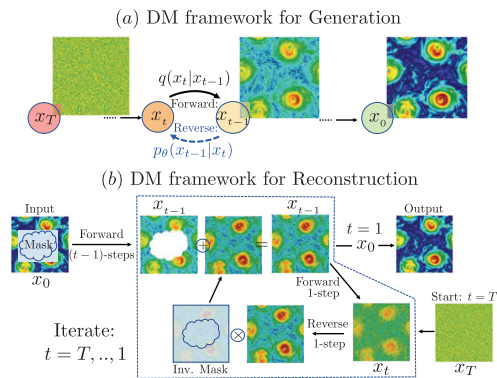 (a) DM framework for Generation
q(x_t|x_{t-1})
Forward:
x_T ...... x_t x_{t-1} ...... x_0
Reverse:
p_θ(x_{t-1}|x_t)
(b) DM framework for Reconstruction
Input
x_{t-1}
x_{t-1}
Output
Mask
Forward
(t−1)-steps
⊕
=
t = 1
x_0
x_0
Forward
1-step
Start: t = T
Iterate:
t = T, .., 1
⊗
Reverse
1-step
Inv. Mask
x_t
x_T